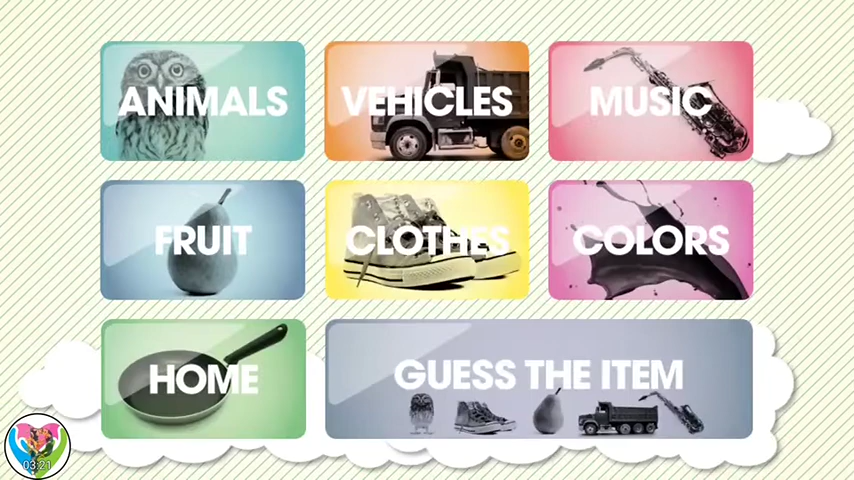 ANIMALS
VEHICLES
MUSIC
FRUIT
CLOTHES
COLORS
HOME
GUESS THE ITEM
03:21